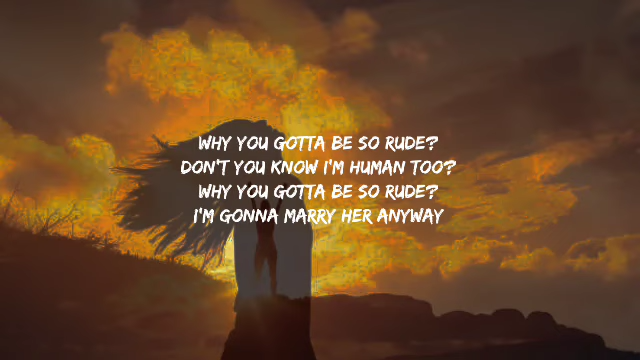 WHY YOU GOTTA BE SO RUDE?
DON'T YOU KNOW I'M HUMAN TOO?
WHY YOU GOTTA BE SO RUDE?
I'M GONNA MARRY HER ANYWAY